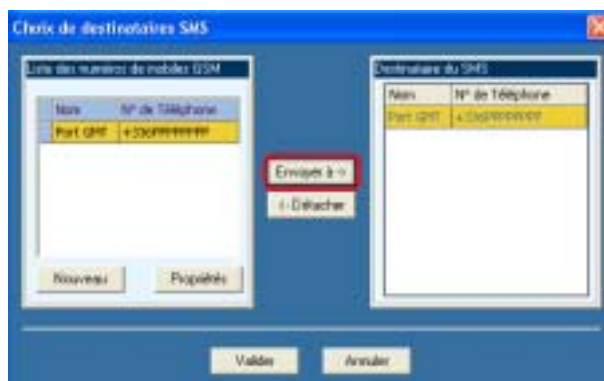 Choix de destinataires SMS
Liste des numéros de mobiles GSM
Destinataire du SMS
Nom N° de Téléphone
Nom N° de Téléphone
Port GMT
Port GMT
Envoyer à ->
<- Détacher
Nouveau Propriétés
Valider Annuler